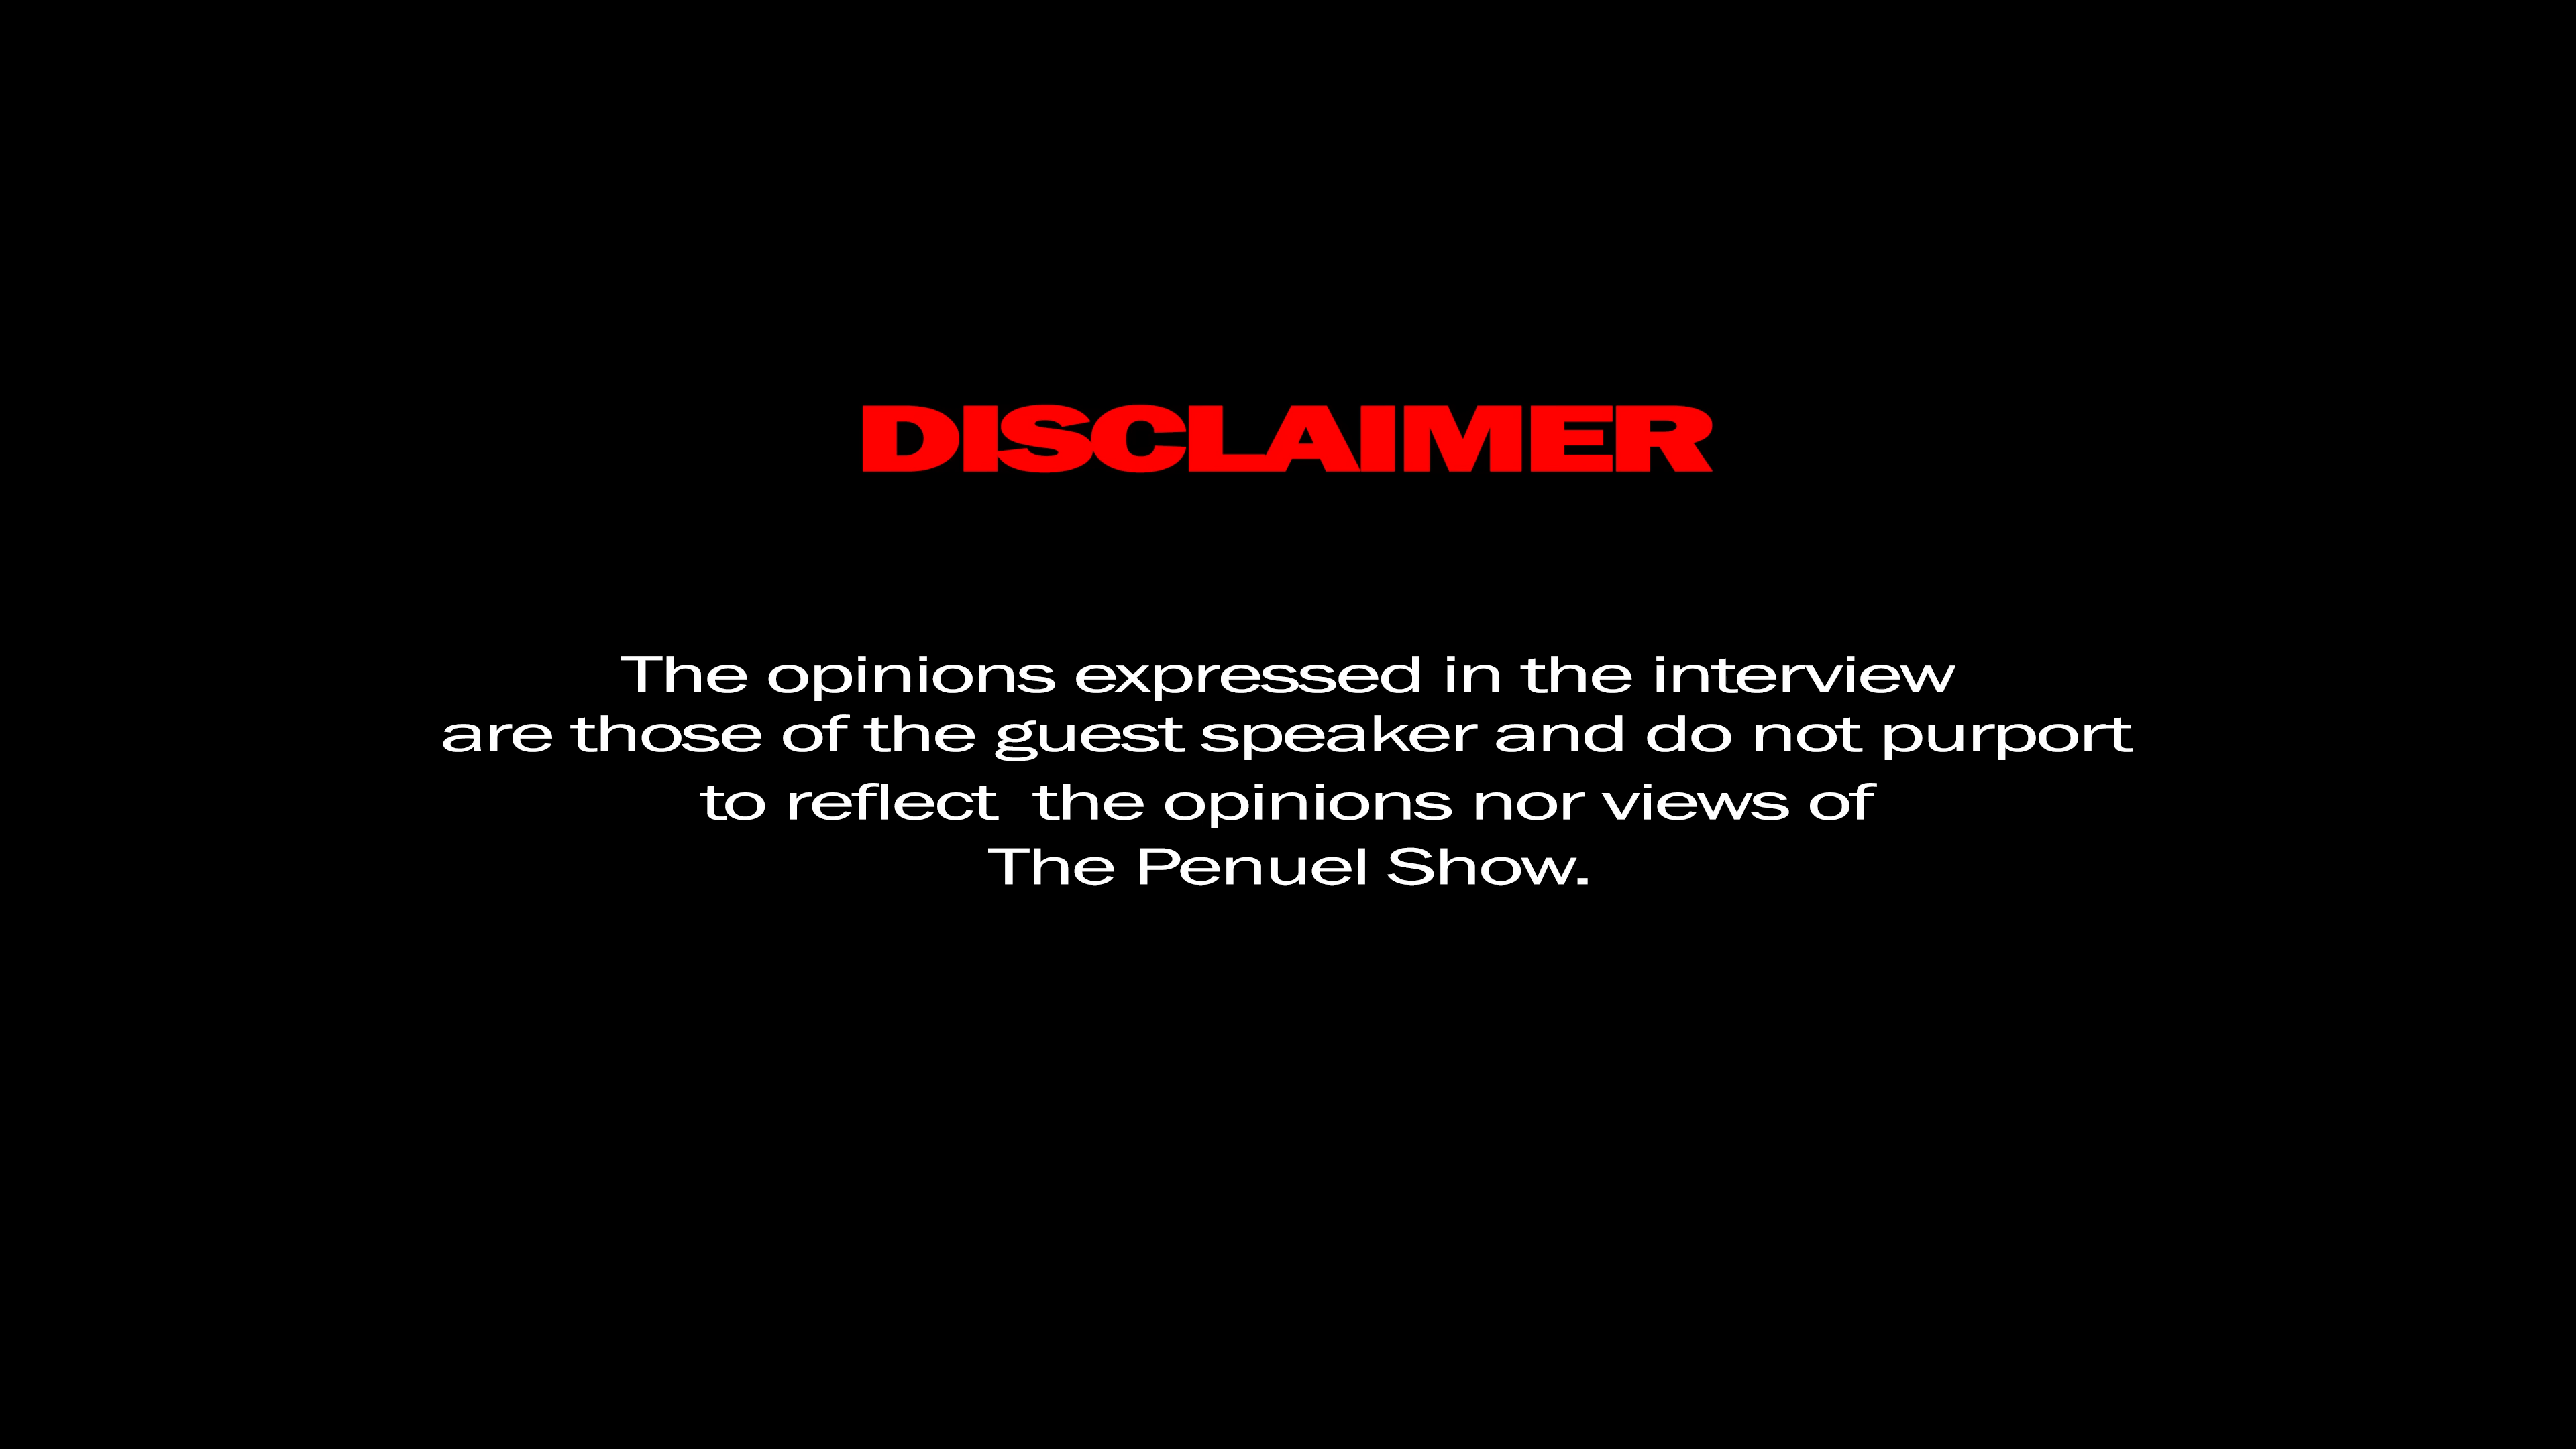 DISCLAIMER
The opinions expressed in the interview
are those of the guest speaker and do not purport
to reflect  the opinions nor views of
The Penuel Show.